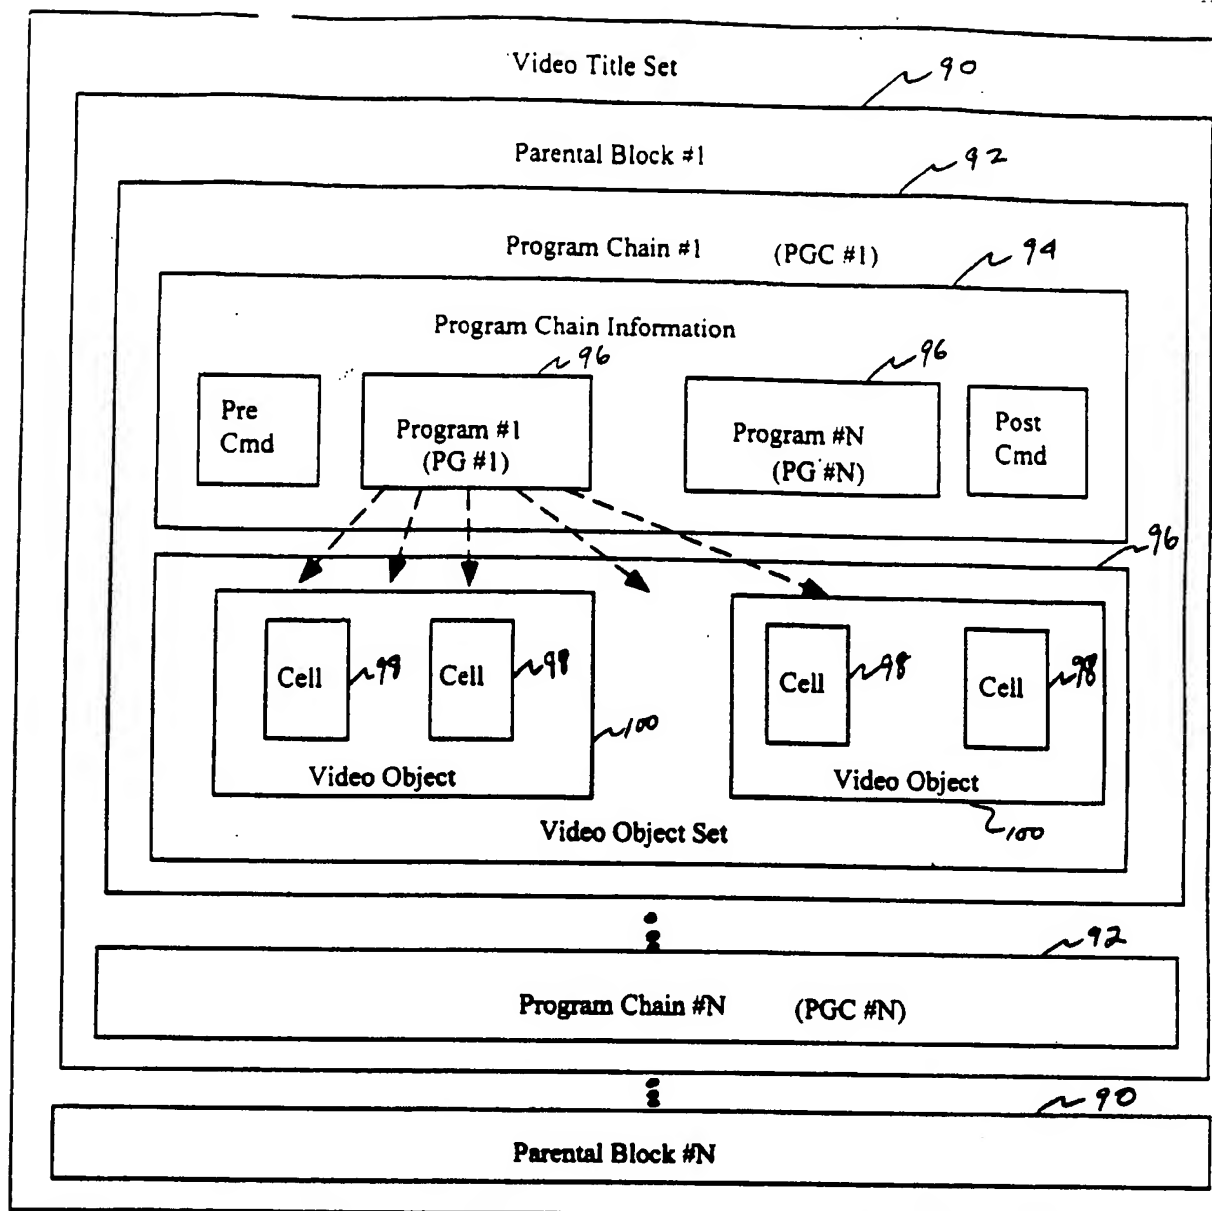 Video Title Set
90
Parental Block #1
92
Program Chain #1 (PGC #1)
94
Program Chain Information
96
96
Pre
Cmd
Program #1
(PG #1)
Program #N
(PG #N)
Post
Cmd
96
Cell
98
Cell
98
Cell
98
Cell
98
100
Video Object
Video Object
100
Video Object Set
92
Program Chain #N (PGC #N)
90
Parental Block #N